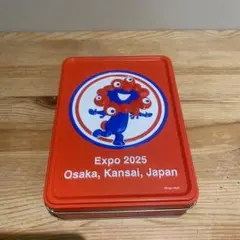 Expo 2025
Osaka, Kansai, Japan